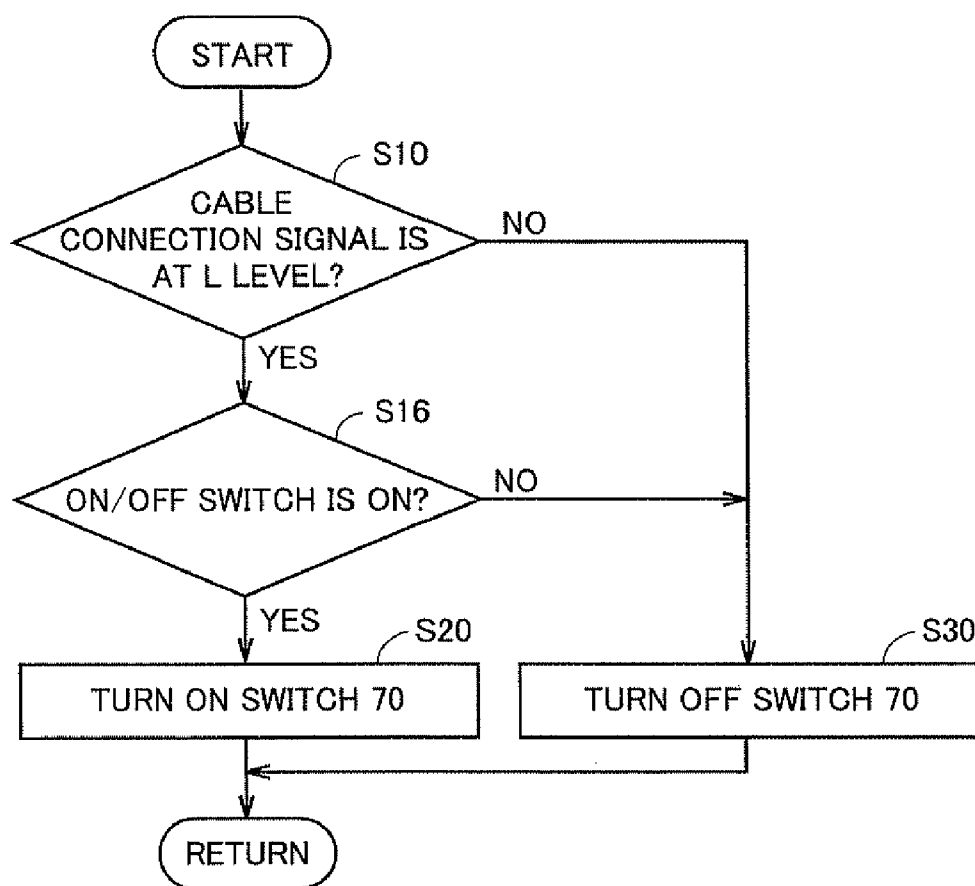 START
S10
CABLE
CONNECTION SIGNAL IS
AT L LEVEL?
NO
YES
S16
ON/OFF SWITCH IS ON?
NO
YES
S20
TURN ON SWITCH 70
S30
TURN OFF SWITCH 70
RETURN